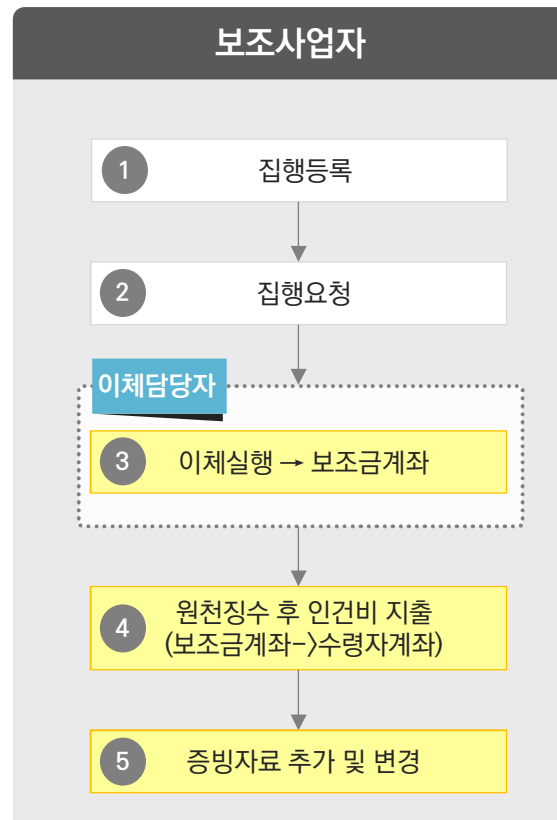 보조사업자
1 집행등록
2 집행요청
이체담당자
3 이체실행 → 보조금계좌
4 원천징수 후 인건비 지출
(보조금계좌->수령자계좌)
5 증빙자료 추가 및 변경